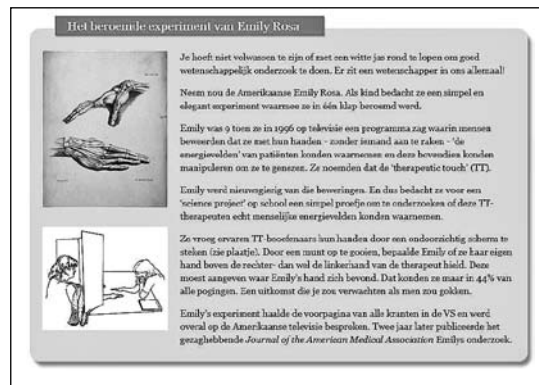 Het beroemde experiment van Emily Rosa
Je hoeft niet volwassen te zijn of met een witte jas rond te lopen om goed
wetenschappelijk onderzoek te doen. Er zit een wetenschapper in ons allemaal!
Neem nou de Amerikaanse Emily Rosa. Als kind bedacht ze een simpel en
elegant experiment waarmee ze in één klap beroemd werd.
Emily was 9 toen ze in 1996 op televisie een programma zag waarin mensen
beweerden dat ze met hun handen - zonder iemand aan te raken - 'de
energievelden' van patiënten konden waarnemen en deze bovendien konden
manipuleren om ze te genezen. Ze noemden dat de 'therapeutic touch' (TT).
Emily werd nieuwsgierig van die beweringen. En dus bedacht ze voor een
'science project' op school een simpel proefje om te onderzoeken of deze TT-
therapeuten echt menselijke energievelden konden waarnemen.
Ze vroeg ervaren TT-beoefenaars hun handen door een ondoorzichtig scherm te
steken (zie plaatje). Door een munt op te gooien, bepaalde Emily of ze haar eigen
hand boven de rechter- dan wel de linkerhand van de therapeut hield. Deze
moest aangeven waar Emily's hand zich bevond. Dat konden ze maar in 44% van
alle pogingen. Een uitkomst die je zou verwachten als men zou gokken.
Emily's experiment haalde de voorpagina van alle kranten in de VS en werd
overal op de Amerikaanse televisie besproken. Twee jaar later publiceerde het
gezaghebbende Journal of the American Medical Association Emilys onderzoek.